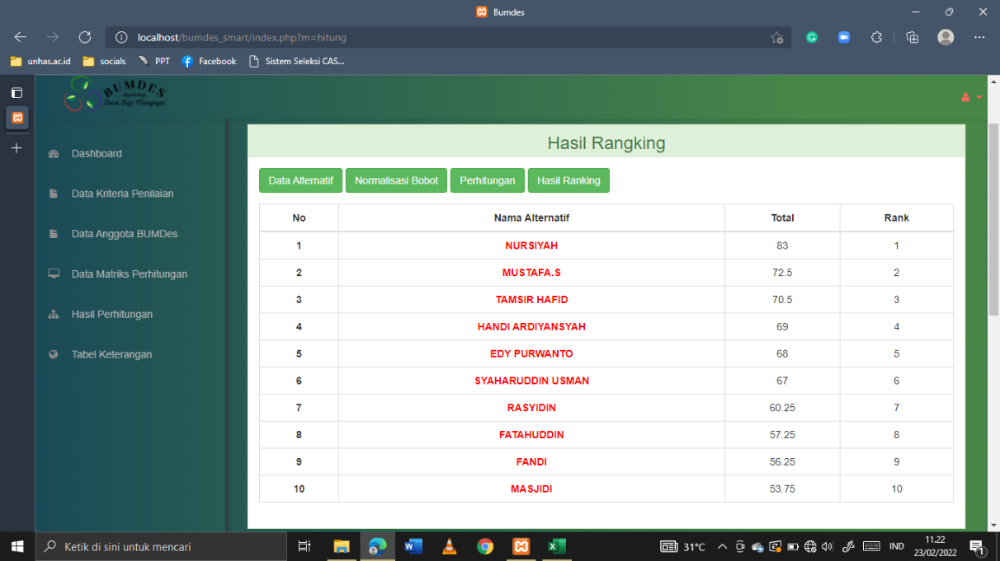 Bumdes
localhost/bumdes_smart/index.php?m=hitung
unhas.ac.id socials PPT Facebook Sistem Seleksi CAS...
BUMDES
Desa Baji Mangngai
Dashboard
Data Kriteria Penilaian
Data Anggota BUMDes
Data Matriks Perhitungan
Hasil Perhitungan
Tabel Keterangan
Hasil Rangking
Data Alternatif Normalisasi Bobot Perhitungan Hasil Ranking
No Nama Alternatif Total Rank
1 NURSIYAH 83 1
2 MUSTAFA.S 72.5 2
3 TAMSIR HAFID 70.5 3
4 HANDI ARDIYANSYAH 69 4
5 EDY PURWANTO 68 5
6 SYAHARUDDIN USMAN 67 6
7 RASYIDIN 60.25 7
8 FATAHUDDIN 57.25 8
9 FANDI 56.25 9
10 MASJIDI 53.75 10
Ketik di sini untuk mencari
31°C
IND
11.22
23/02/2022
1